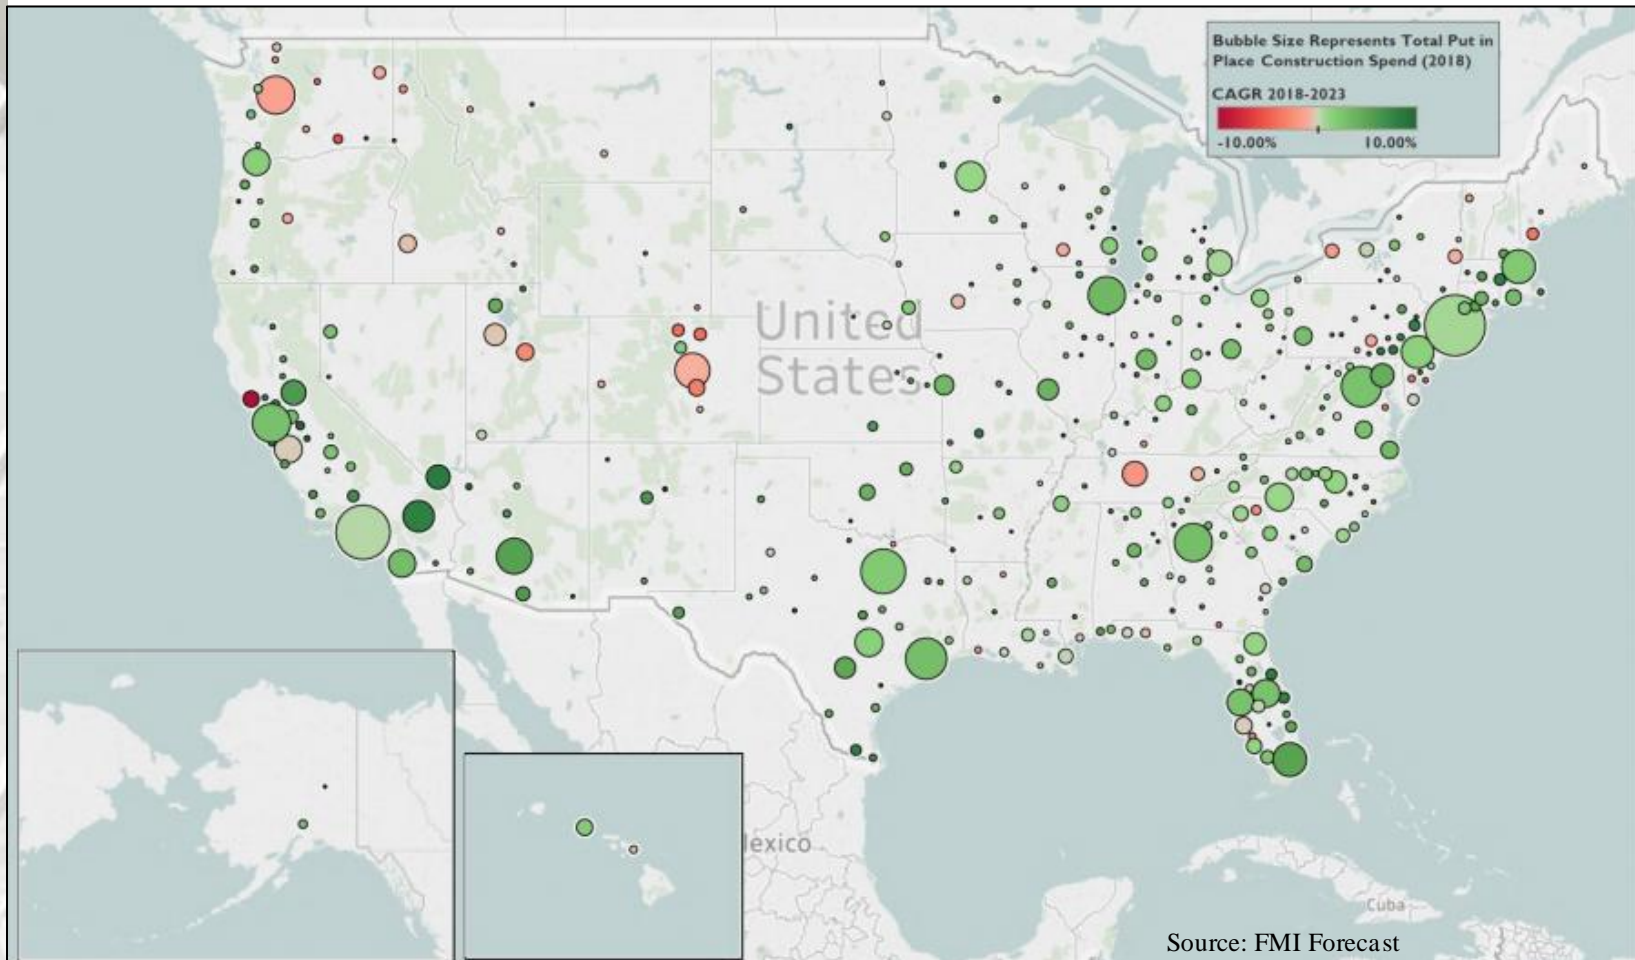 Bubble Size Represents Total Put in
Place Construction Spend (2018)
CAGR 2018-2023
-10.00% 10.00%
United
States
México
Cuba
Source: FMI Forecast